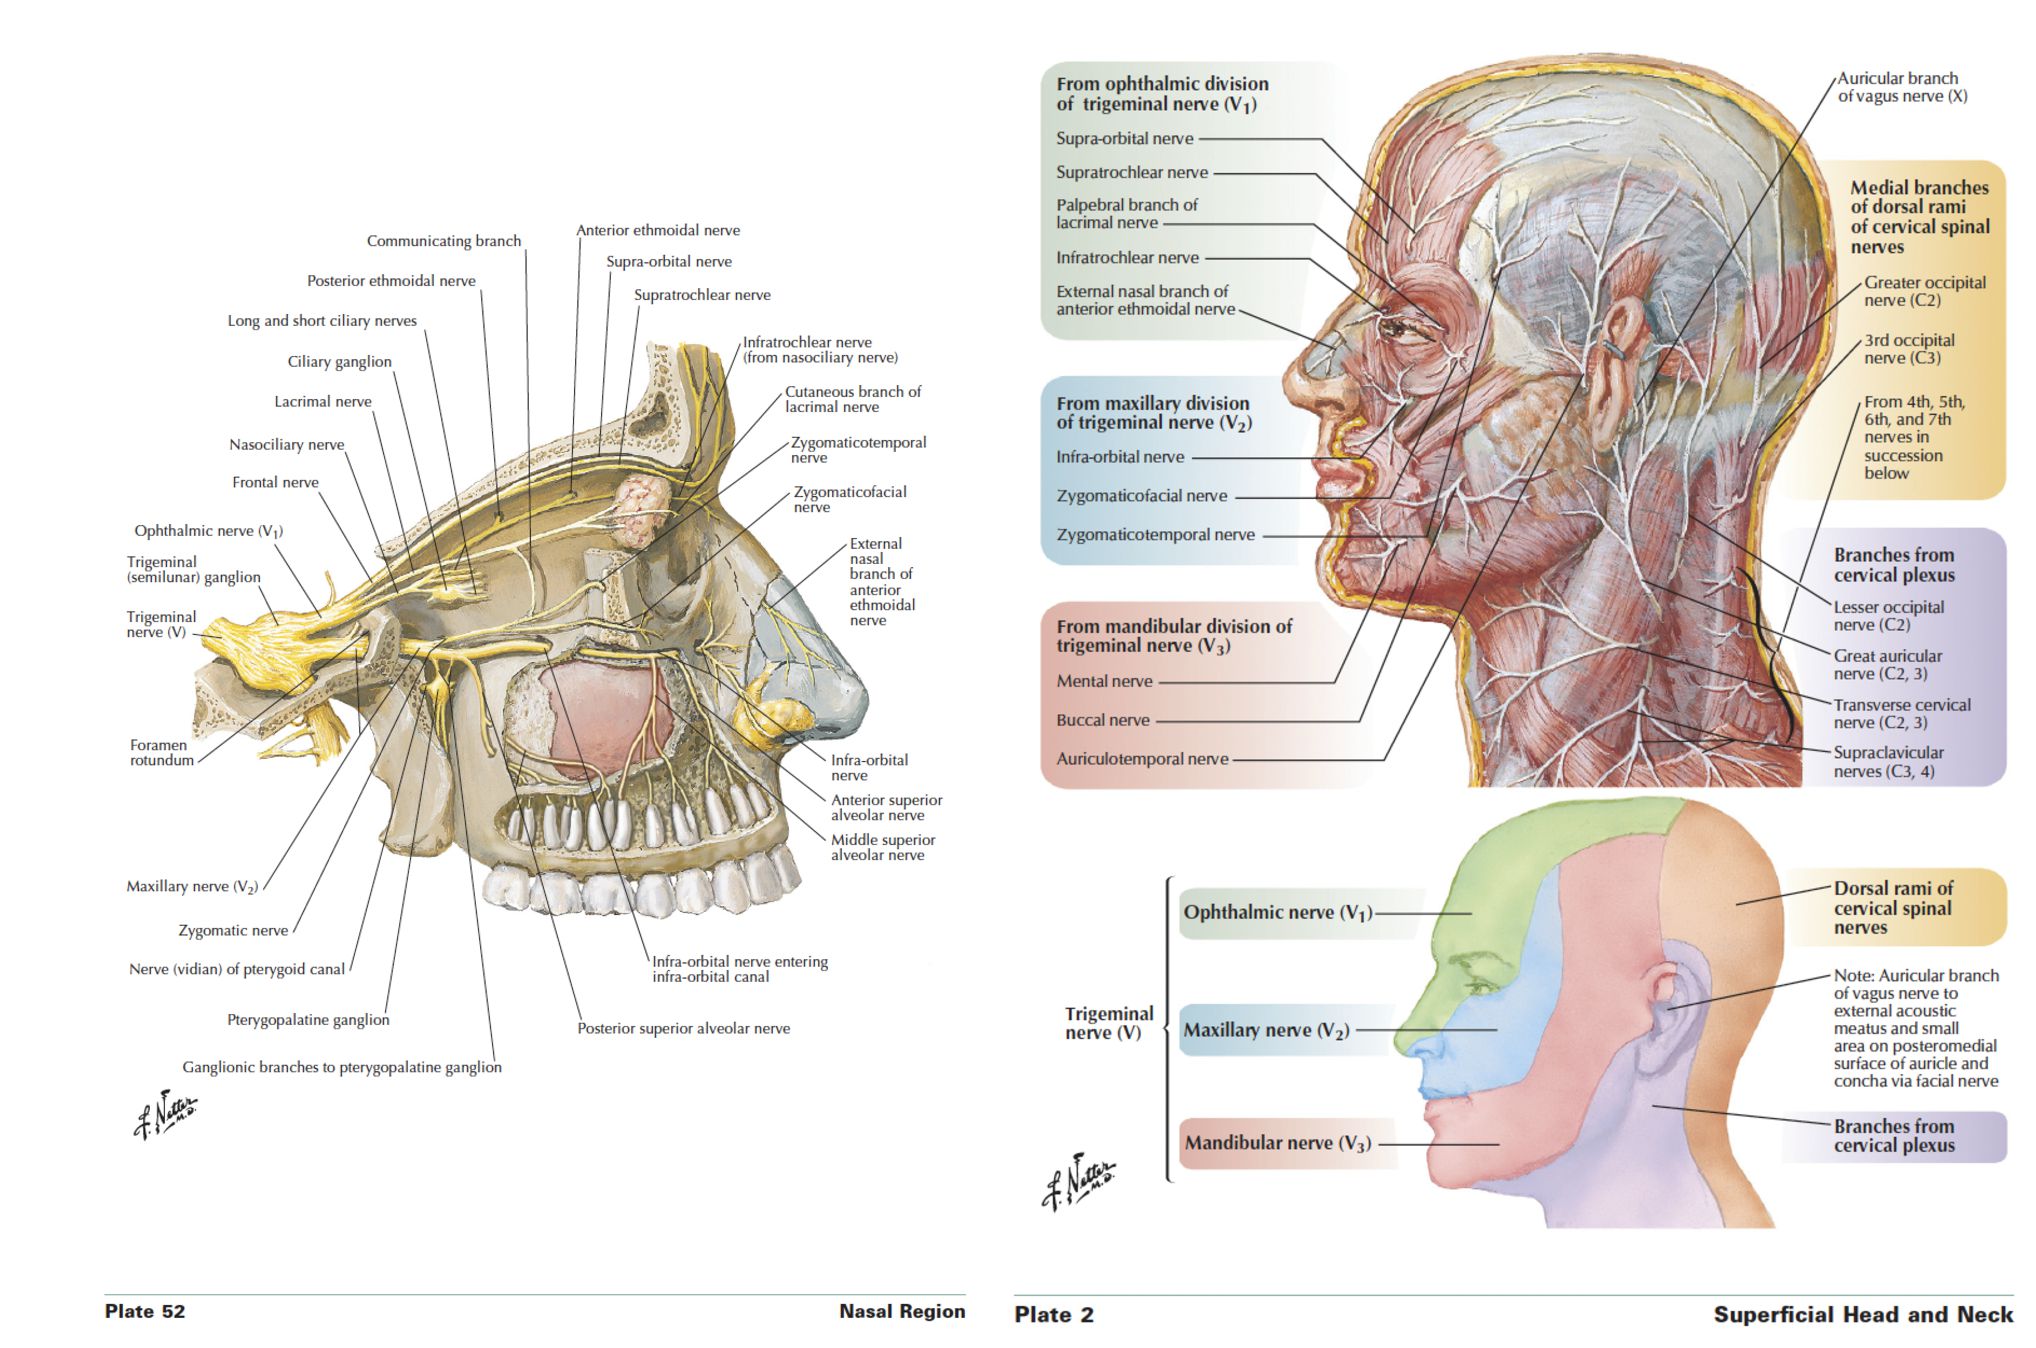 Communicating branch
Anterior ethmoidal nerve
Supra-orbital nerve
Posterior ethmoidal nerve
Supratrochlear nerve
Long and short ciliary nerves
Infratrochlear nerve
(from nasociliary nerve)
Ciliary ganglion
Cutaneous branch of
lacrimal nerve
Lacrimal nerve
Zygomaticotemporal
nerve
Nasociliary nerve
Frontal nerve
Zygomaticofacial
nerve
Ophthalmic nerve (V1)
External
nasal
branch of
anterior
ethmoidal
nerve
Trigeminal
(semilunar) ganglion
Trigeminal
nerve (V)
Foramen
rotundum
Infra-orbital
nerve
Anterior superior
alveolar nerve
Middle superior
alveolar nerve
Maxillary nerve (V2)
Zygomatic nerve
Nerve (vidian) of pterygoid canal
Infra-orbital nerve entering
infra-orbital canal
Pterygopalatine ganglion
Posterior superior alveolar nerve
Ganglionic branches to pterygopalatine ganglion
F. Netter
M.D.
Plate 52
Nasal Region
From ophthalmic division
of trigeminal nerve (V1)
Supra-orbital nerve
Supratrochlear nerve
Palpebral branch of
lacrimal nerve
Infratrochlear nerve
External nasal branch of
anterior ethmoidal nerve
From maxillary division
of trigeminal nerve (V2)
Infra-orbital nerve
Zygomaticofacial nerve
Zygomaticotemporal nerve
From mandibular division of
trigeminal nerve (V3)
Mental nerve
Buccal nerve
Auriculotemporal nerve
Auricular branch
of vagus nerve (X)
Medial branches
of dorsal rami
of cervical spinal
nerves
Greater occipital
nerve (C2)
3rd occipital
nerve (C3)
From 4th, 5th,
6th, and 7th
nerves in
succession
below
Branches from
cervical plexus
Lesser occipital
nerve (C2)
Great auricular
nerve (C2, 3)
Transverse cervical
nerve (C2, 3)
Supraclavicular
nerves (C3, 4)
Trigeminal
nerve (V)
Ophthalmic nerve (V1)
Maxillary nerve (V2)
Mandibular nerve (V3)
Dorsal rami of
cervical spinal
nerves
Note: Auricular branch
of vagus nerve to
external acoustic
meatus and small
area on posteromedial
surface of auricle and
concha via facial nerve
Branches from
cervical plexus
F. Netter
M.D.
Plate 2
Superficial Head and Neck